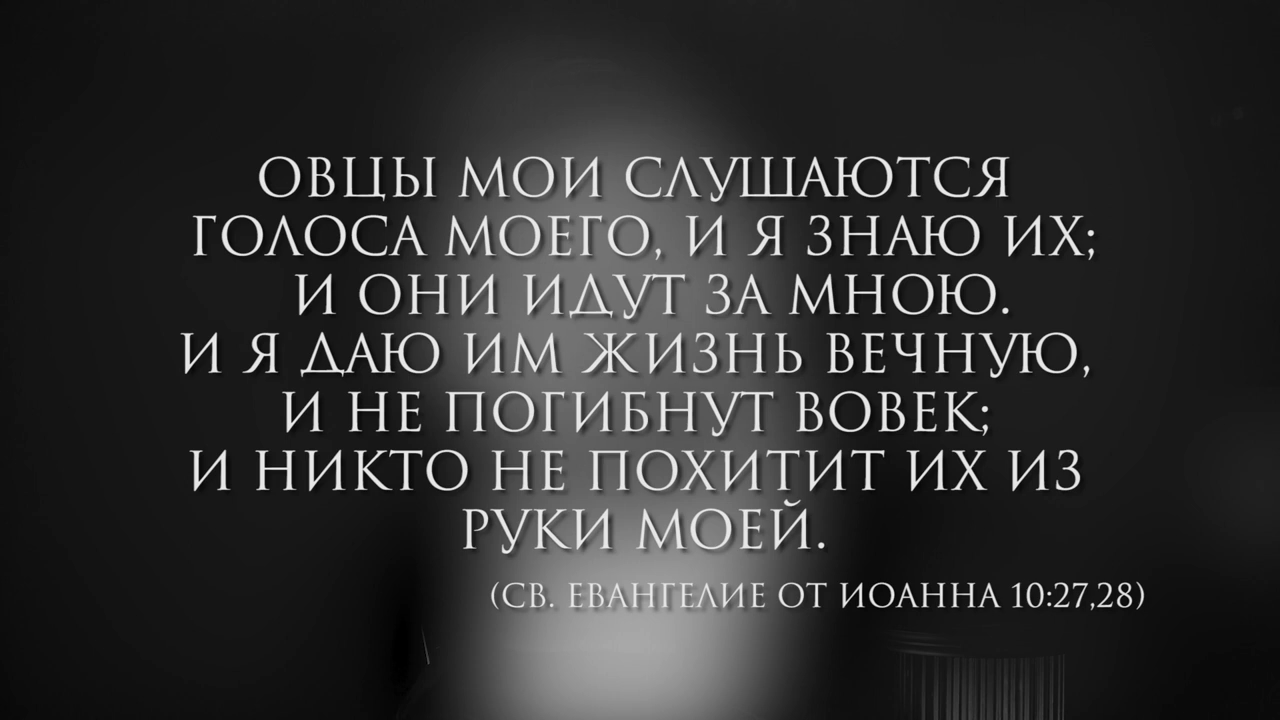 ОВЦЫ МОИ СЛУШАЮТСЯ
ГОЛОСА МОЕГО, И Я ЗНАЮ ИХ;
И ОНИ ИДУТ ЗА МНОЮ.
И Я ДАЮ ИМ ЖИЗНЬ ВЕЧНУЮ,
И НЕ ПОГИБНУТ ВОВЕК;
И НИКТО НЕ ПОХИТИТ ИХ ИЗ
РУКИ МОЕЙ.
(СВ. ЕВАНГЕЛИЕ ОТ ИОАННА 10:27,28)